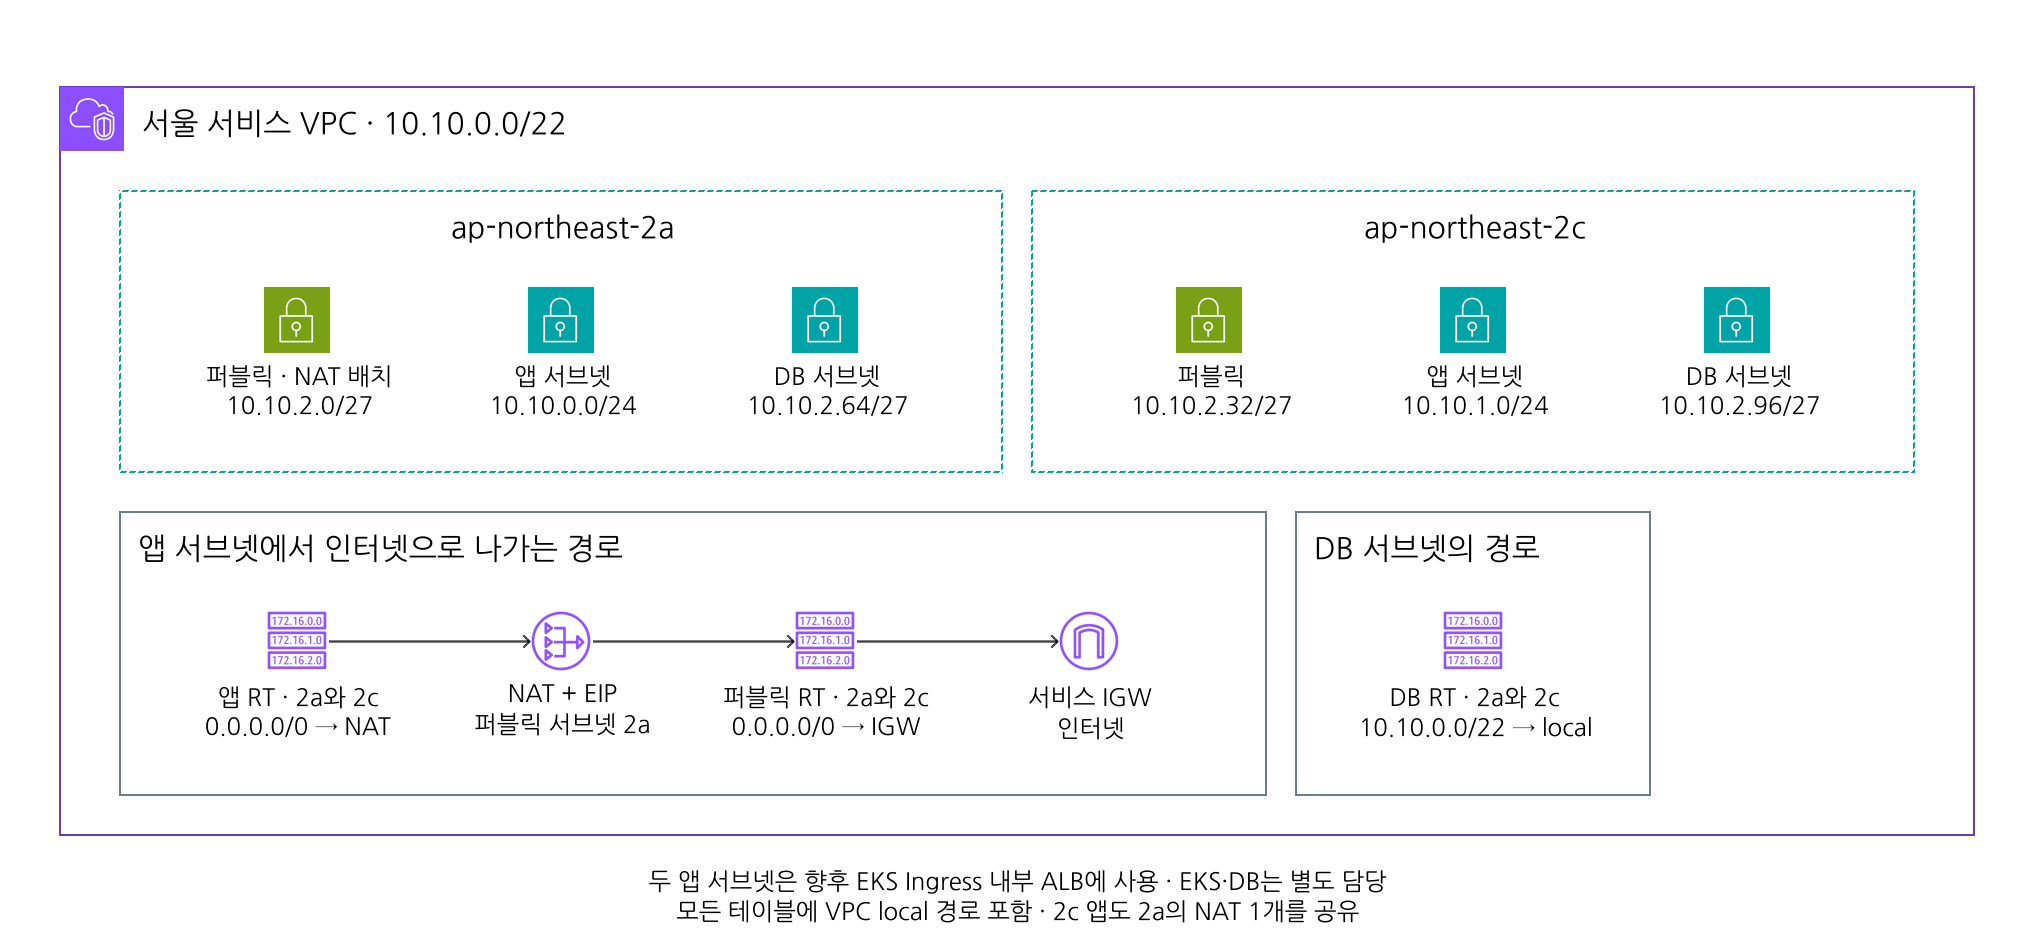 서울 서비스 VPC · 10.10.0.0/22
ap-northeast-2a
퍼블릭 · NAT 배치
10.10.2.0/27
앱 서브넷
10.10.0.0/24
DB 서브넷
10.10.2.64/27
ap-northeast-2c
퍼블릭
10.10.2.32/27
앱 서브넷
10.10.1.0/24
DB 서브넷
10.10.2.96/27
앱 서브넷에서 인터넷으로 나가는 경로
172.16.0.0
172.16.1.0
172.16.2.0
앱 RT · 2a와 2c
0.0.0.0/0 → NAT
NAT + EIP
퍼블릭 서브넷 2a
172.16.0.0
172.16.1.0
172.16.2.0
퍼블릭 RT · 2a와 2c
0.0.0.0/0 → IGW
서비스 IGW
인터넷
DB 서브넷의 경로
172.16.0.0
172.16.1.0
172.16.2.0
DB RT · 2a와 2c
10.10.0.0/22 → local
두 앱 서브넷은 향후 EKS Ingress 내부 ALB에 사용 · EKS·DB는 별도 담당
모든 테이블에 VPC local 경로 포함 · 2c 앱도 2a의 NAT 1개를 공유